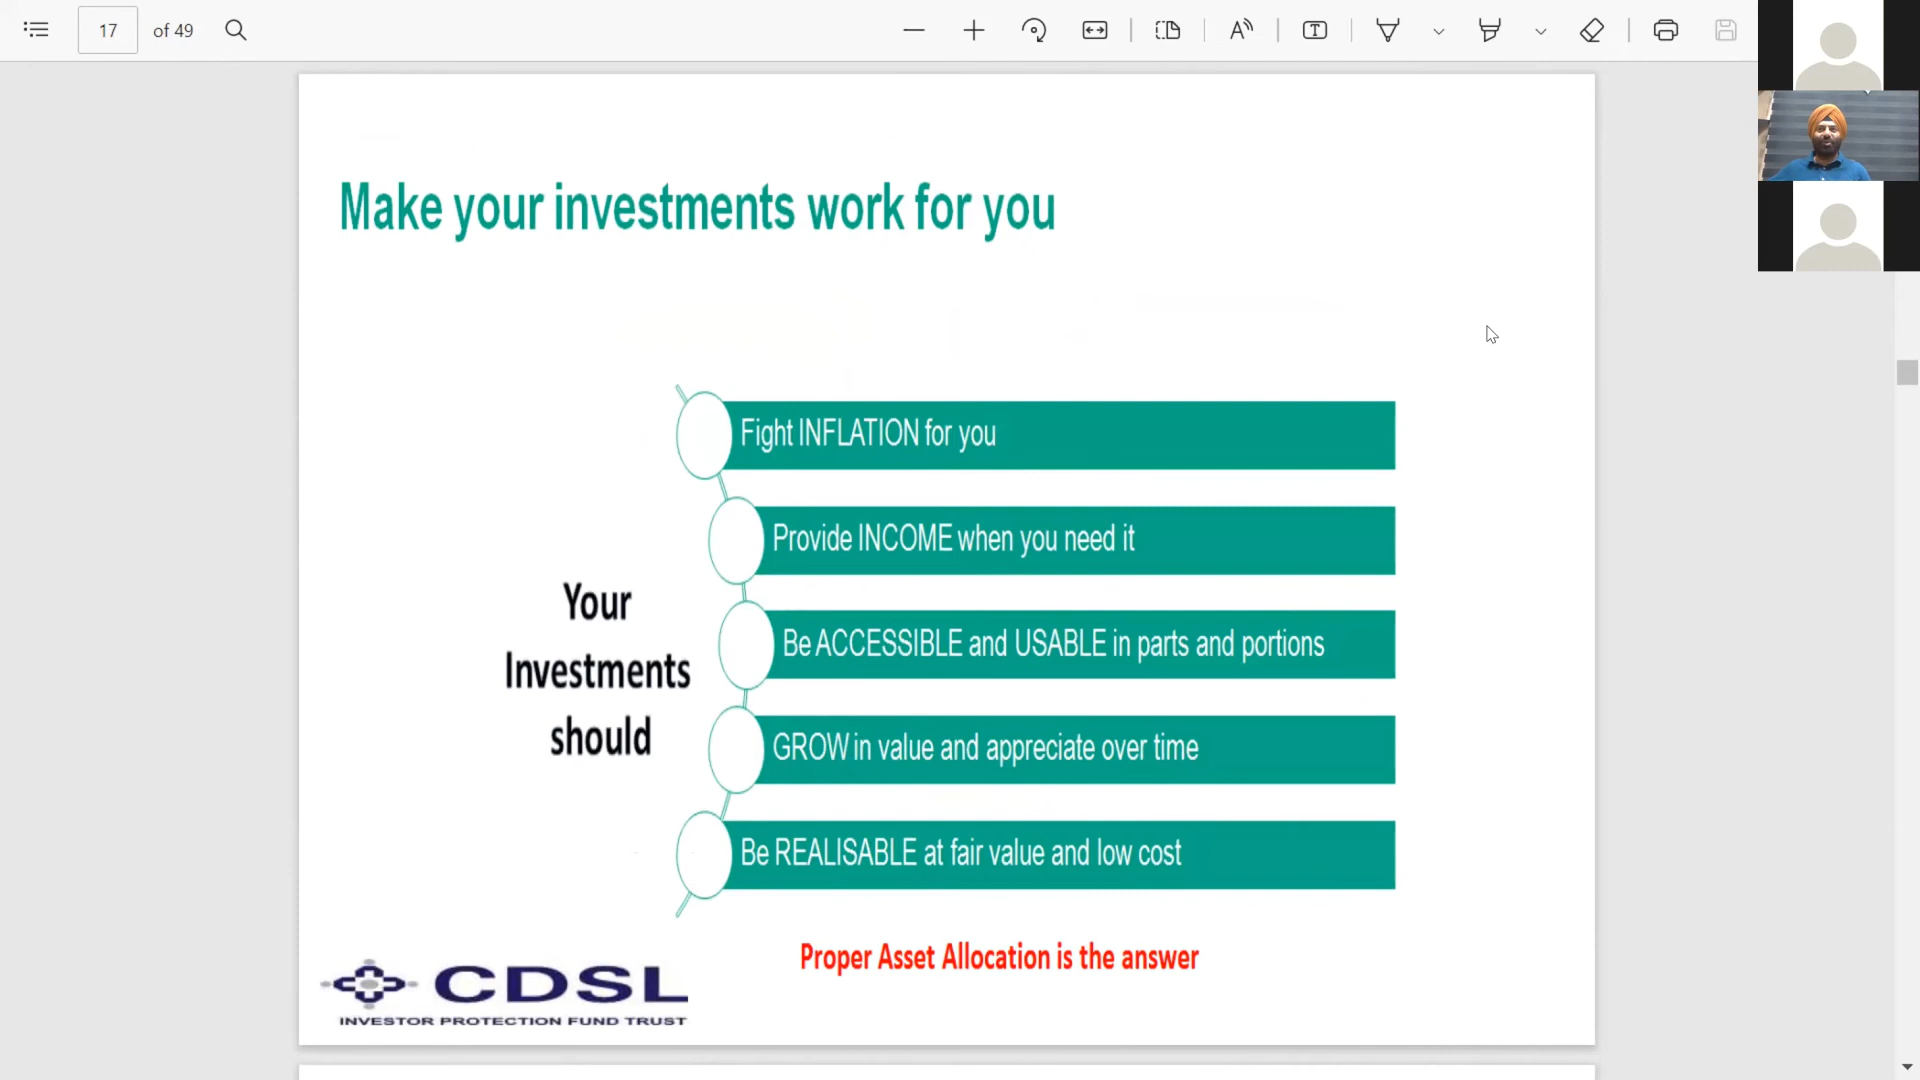 17 of 49
Make your investments work for you
Your
Investments
should
Fight INFLATION for you
Provide INCOME when you need it
Be ACCESSIBLE and USABLE in parts and portions
GROW in value and appreciate over time
Be REALISABLE at fair value and low cost
Proper Asset Allocation is the answer
CDSL
INVESTOR PROTECTION FUND TRUST